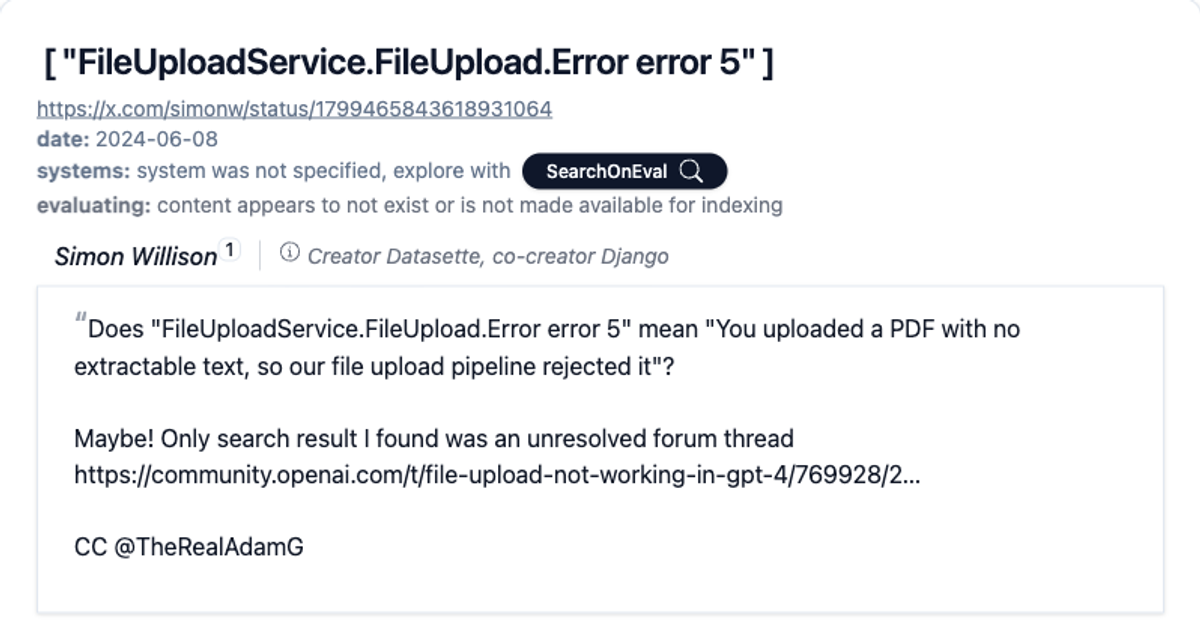 ["FileUploadService.FileUpload.Error error 5"]
https://x.com/simonw/status/1799465843618931064
date: 2024-06-08
systems: system was not specified, explore with SearchOnEval
evaluating: content appears to not exist or is not made available for indexing
Simon Willison 1 Creator Datasette, co-creator Django
“Does "FileUploadService.FileUpload.Error error 5" mean "You uploaded a PDF with no
extractable text, so our file upload pipeline rejected it"?
Maybe! Only search result I found was an unresolved forum thread
https://community.openai.com/t/file-upload-not-working-in-gpt-4/769928/2...
CC @TheRealAdamG